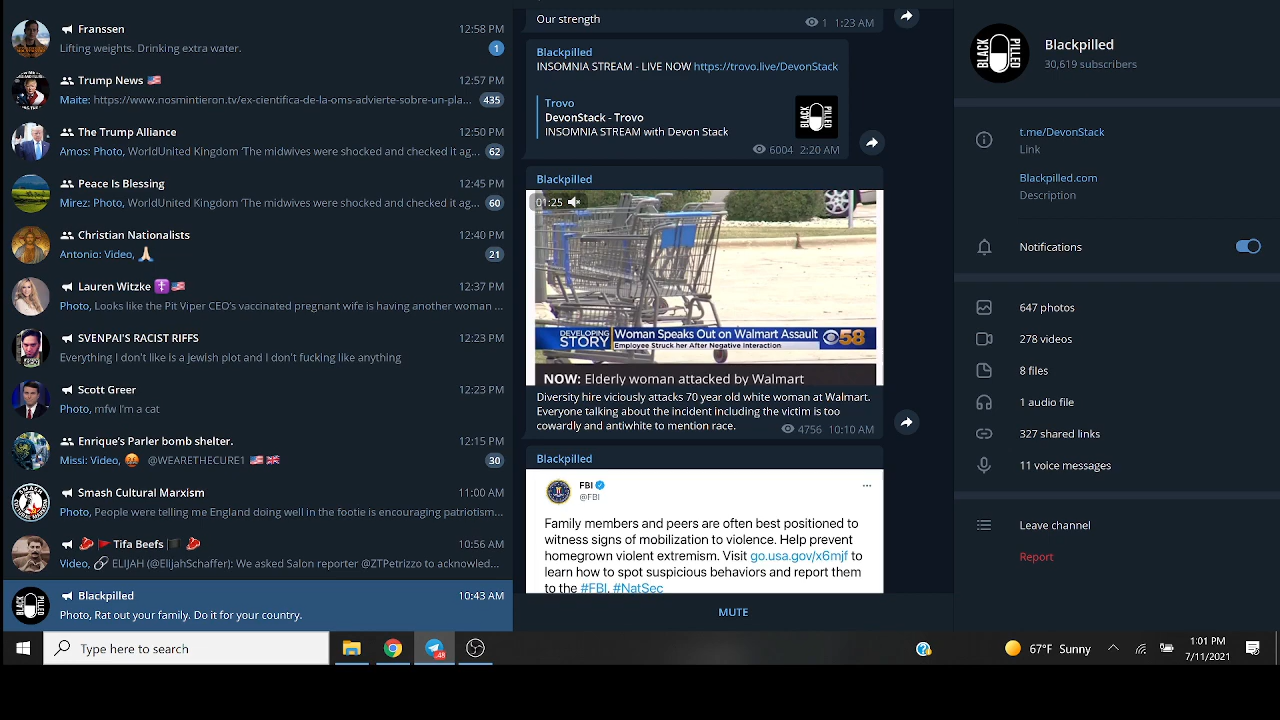 Franssen
12:58 PM
Lifting weights. Drinking extra water.
1
Trump News 🇺🇸
12:57 PM
Maite: https://www.nosmintieron.tv/ex-cientifica-de-la-oms-advierte-sobre-un-pla...
435
The Trump Alliance
12:50 PM
Amos: Photo, WorldUnited Kingdom 'The midwives were shocked and checked it ag...
62
Peace Is Blessing
12:45 PM
Mirez: Photo, WorldUnited Kingdom 'The midwives were shocked and checked it ag...
60
Christian Nationalists
12:40 PM
Antonio: Video, 🙏🏻
21
Lauren Witzke ✝️🇺🇸
12:37 PM
Photo, Looks like the Pit Viper CEO's vaccinated pregnant wife is having another woman ...
SENPAI'S RACIST RIFFS
12:23 PM
Everything I don't like is a jewish plot and I don't fucking like anything
Scott Greer
12:23 PM
Photo, mfw I'm a cat
Enrique's Parler bomb shelter.
12:15 PM
Missi: Video, 🤬 @WEARETHECURE1 🇺🇸 🇬🇧
30
Smash Cultural Marxism
11:00 AM
Photo, People were telling me England doing well in the footie is encouraging patriotism...
🥩🚩Tifa Beefs🏴🥩
10:56 AM
Video, 🔗 ELIJAH (@ElijahSchaffer): We asked Salon reporter @ZTPetrizzo to acknowled...
Blackpilled
10:43 AM
Photo, Rat out your family. Do it for your country.
Our strength
1 1:23 AM
Blackpilled
INSOMNIA STREAM - LIVE NOW https://trovo.live/DevonStack
Trovo
DevonStack - Trovo
INSOMNIA STREAM with Devon Stack
BLACK PILLED
6004 2:20 AM
Blackpilled
01:25
DEVELOPING STORY
Woman Speaks Out on Walmart Assault
Employee Struck her After Negative Interaction
58
NOW: Elderly woman attacked by Walmart
Diversity hire viciously attacks 70 year old white woman at Walmart.
Everyone talking about the incident including the victim is too
cowardly and antiwhite to mention race.
4756 10:10 AM
Blackpilled
FBI
@FBI
Family members and peers are often best positioned to
witness signs of mobilization to violence. Help prevent
homegrown violent extremism. Visit go.usa.gov/x6mjf to
learn how to spot suspicious behaviors and report them
to the #FBI. #NatSec
MUTE
BLACK PILLED
Blackpilled
30,619 subscribers
t.me/DevonStack
Link
Blackpilled.com
Description
Notifications
647 photos
278 videos
8 files
1 audio file
327 shared links
11 voice messages
Leave channel
Report
Type here to search
48
67°F Sunny
1:01 PM
7/11/2021